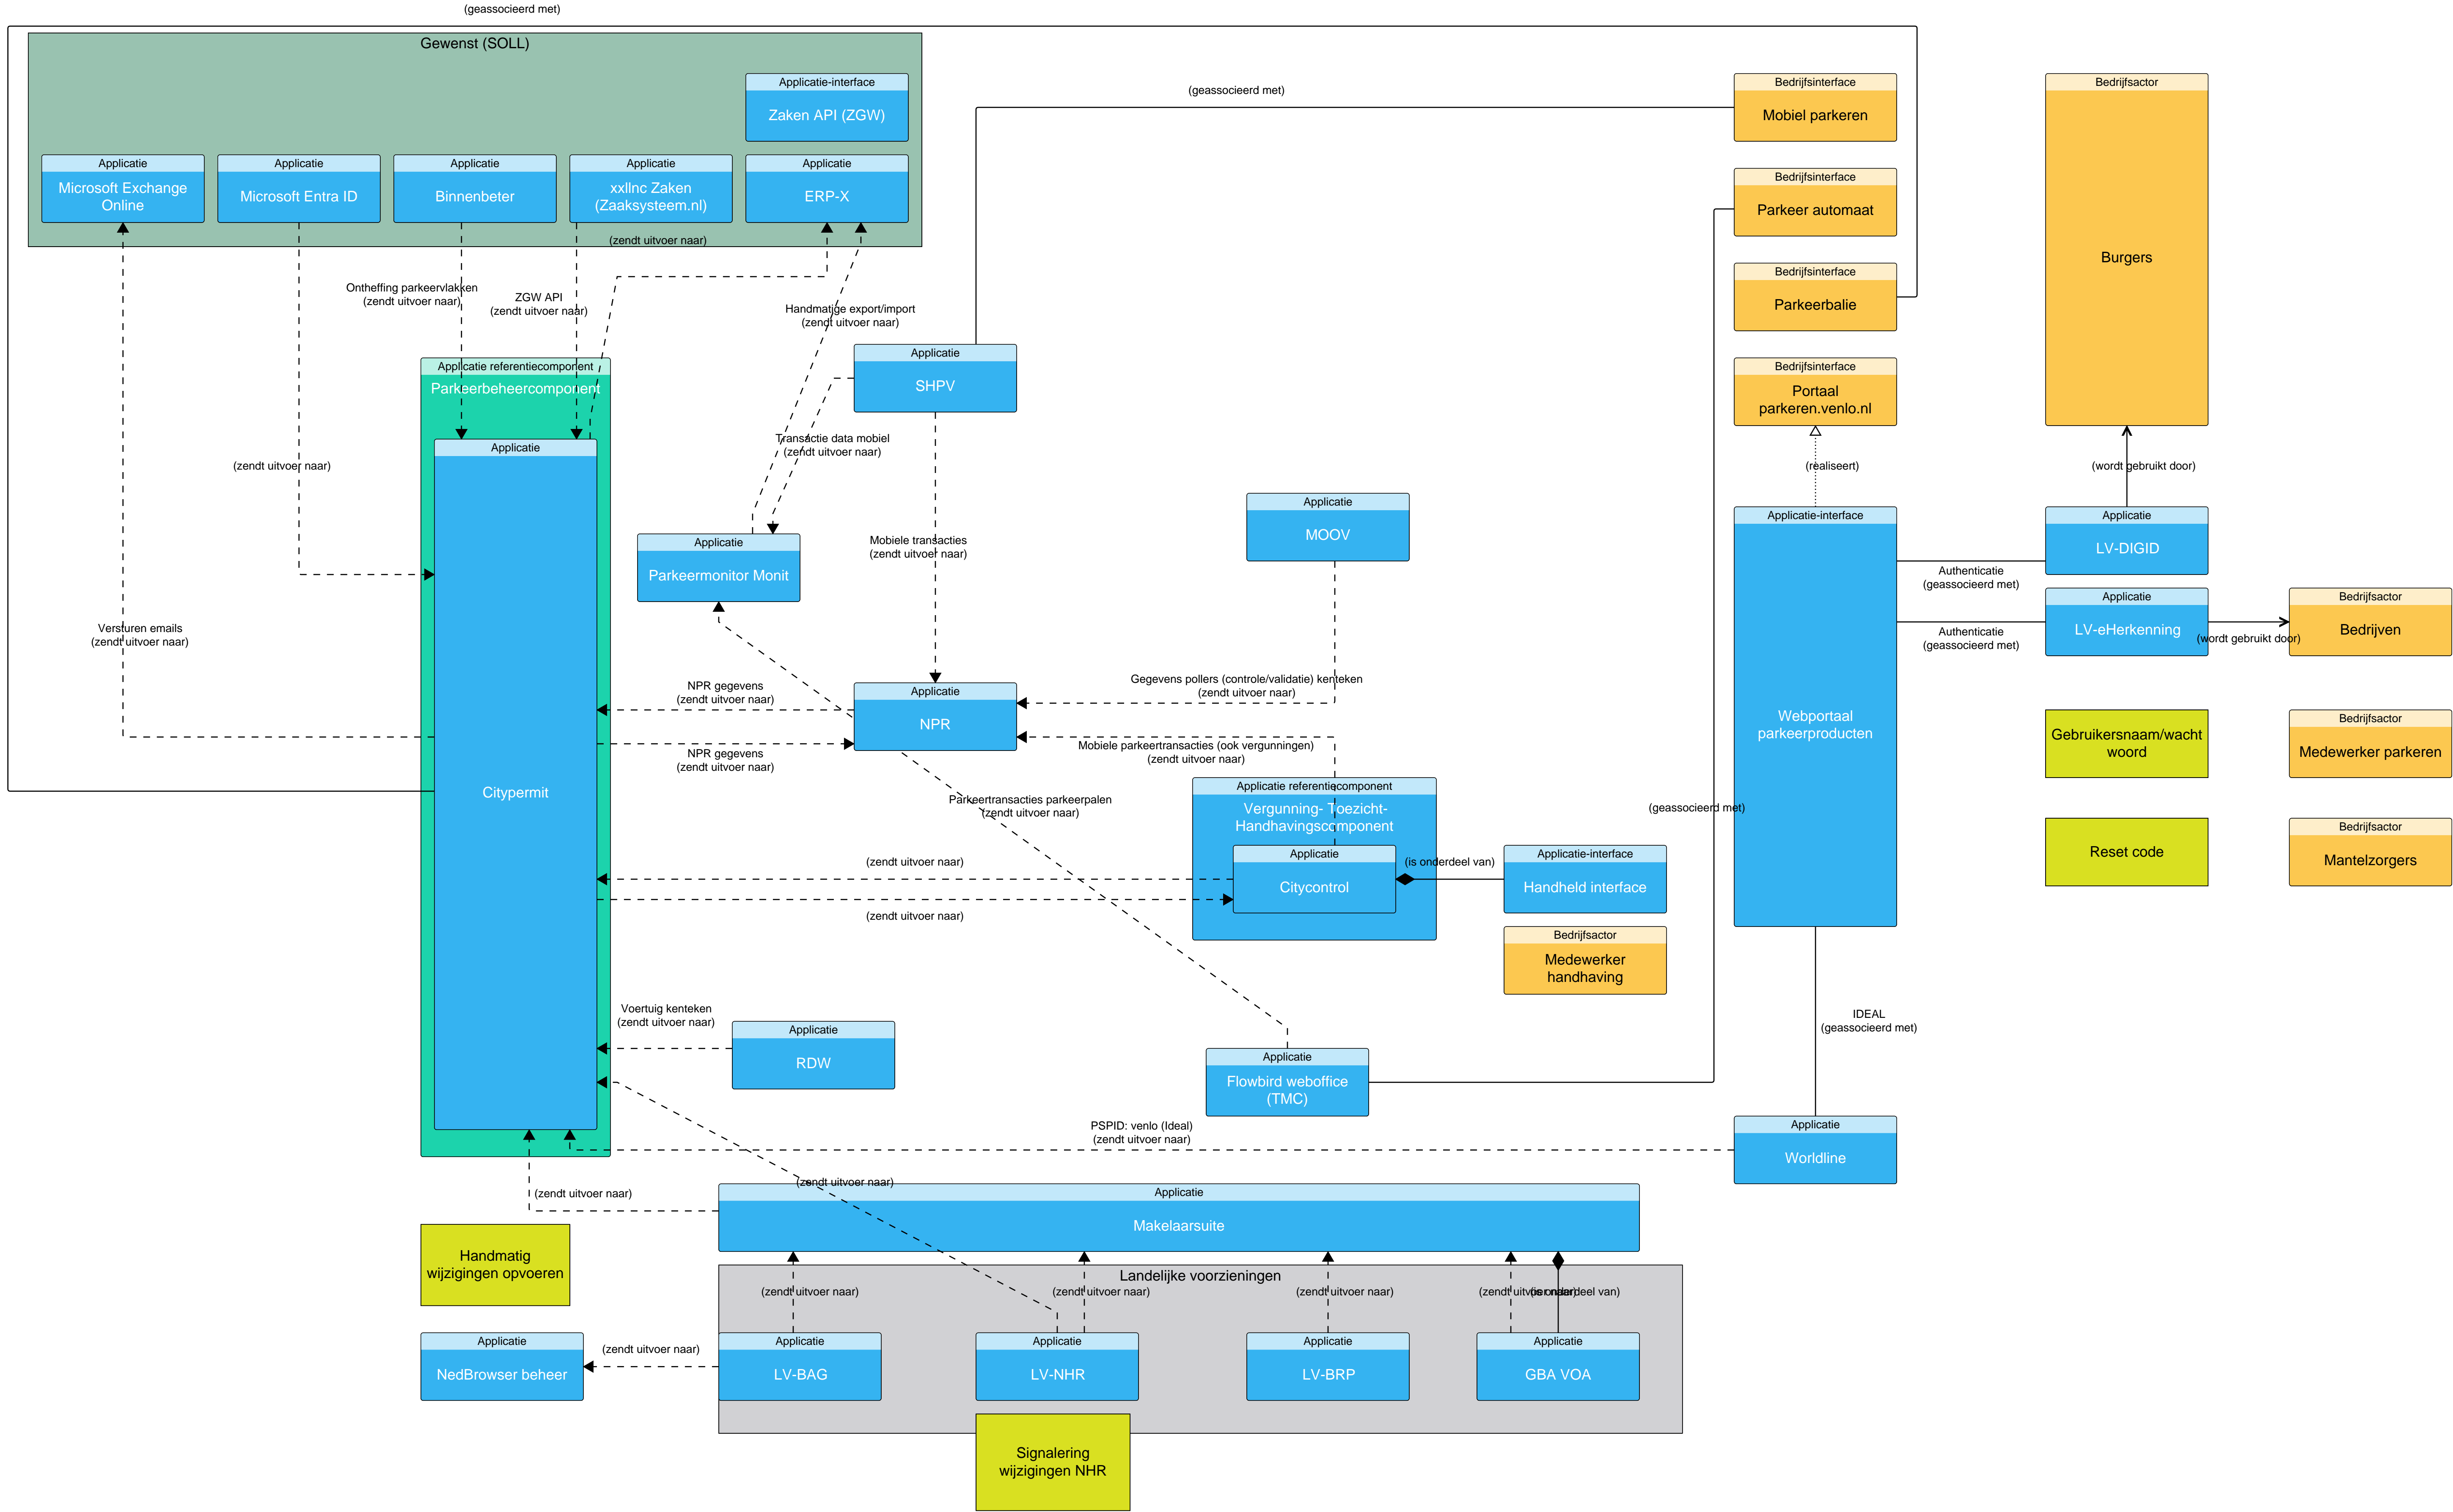 (geassocieerd met)
Gewenst (SOLL)
Applicatie-interface
Zaken API (ZGW)
Applicatie
Microsoft Exchange
Online
Applicatie
Microsoft Entra ID
Applicatie
Binnenbeter
Applicatie
xxllnc Zaken
(Zaaksysteem.nl)
Applicatie
ERP-X
(zendt uitvoer naar)
(geassocieerd met)
Bedrijfsinterface
Mobiel parkeren
Bedrijfsinterface
Parkeer automaat
Bedrijfsinterface
Parkeerbalie
Bedrijfsinterface
Portaal
parkeren.venlo.nl
Bedrijfsactor
Burgers
Ontheffing parkeervlakken
(zendt uitvoer naar)
ZGW API
(zendt uitvoer naar)
Handmatige export/import
(zendt uitvoer naar)
Applicatie referentiecomponent
Parkeerbeheercomponent
Applicatie
Citypermit
Applicatie
SHPV
Transactie data mobiel
(zendt uitvoer naar)
(zendt uitvoer naar)
(realiseert)
(wordt gebruikt door)
Applicatie
Parkeermonitor Monit
Mobiele transacties
(zendt uitvoer naar)
Applicatie
MOOV
Applicatie-interface
Webportaal
parkeerproducten
Applicatie
LV-DIGID
Authenticatie
(geassocieerd met)
Applicatie
LV-eHerkenning
Authenticatie
(geassocieerd met)
(wordt gebruikt door)
Bedrijfsactor
Bedrijven
Versturen emails
(zendt uitvoer naar)
NPR gegevens
(zendt uitvoer naar)
Applicatie
NPR
Gegevens pollers (controle/validatie) kenteken
(zendt uitvoer naar)
NPR gegevens
(zendt uitvoer naar)
Mobiele parkeertransacties (ook vergunningen)
(zendt uitvoer naar)
Gebruikersnaam/wacht
woord
Bedrijfsactor
Medewerker parkeren
Parkeertransacties parkeerpalen
(zendt uitvoer naar)
Applicatie referentiecomponent
Vergunning- Toezicht-
Handhavingscomponent
(geassocieerd met)
Applicatie
Citycontrol
(is onderdeel van)
Applicatie-interface
Handheld interface
Reset code
Bedrijfsactor
Mantelzorgers
(zendt uitvoer naar)
(zendt uitvoer naar)
Bedrijfsactor
Medewerker
handhaving
Voertuig kenteken
(zendt uitvoer naar)
Applicatie
RDW
Applicatie
Flowbird weboffice
(TMC)
IDEAL
(geassocieerd met)
PSPID: venlo (Ideal)
(zendt uitvoer naar)
Applicatie
Worldline
(zendt uitvoer naar)
(zendt uitvoer naar)
Applicatie
Makelaarsuite
Handmatig
wijzigingen opvoeren
Landelijke voorzieningen
(zendt uitvoer naar)
(zendt uitvoer naar)
(zendt uitvoer naar)
(zendt uitvoer naar)
(is onderdeel van)
Applicatie
NedBrowser beheer
(zendt uitvoer naar)
Applicatie
LV-BAG
Applicatie
LV-NHR
Applicatie
LV-BRP
Applicatie
GBA VOA
Signalering
wijzigingen NHR